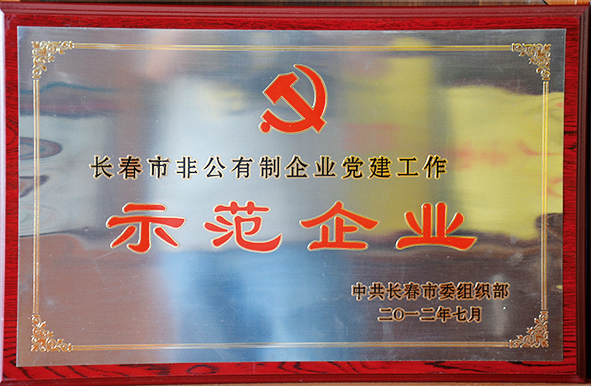 长春市非公有制企业党建工作
示范企业
中共长春市委组织部
二〇一二年七月